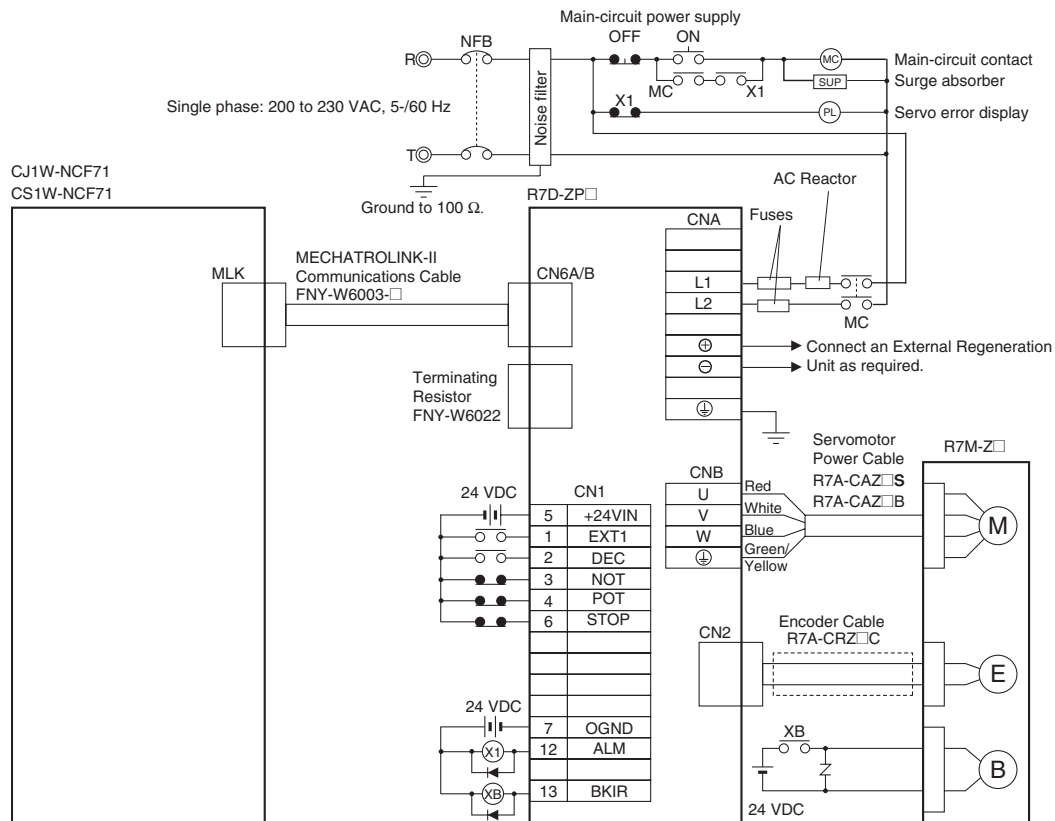 Main-circuit power supply
OFF
ON
NFB
R
MC
Main-circuit contact
SUP
Surge absorber
MC
X1
Single phase: 200 to 230 VAC, 5-/60 Hz
Noise filter
X1
PL
Servo error display
T
CJ1W-NCF71
CS1W-NCF71
Ground to 100 Ω.
R7D-ZP□
AC Reactor
CNA
Fuses
MECHATROLINK-II
Communications Cable
FNY-W6003-□
MLK
CN6A/B
L1
L2
MC
⊕
Connect an External Regeneration
⊖
Unit as required.
Terminating
Resistor
FNY-W6022
Servomotor
Power Cable
R7A-CAZ□S
R7A-CAZ□B
R7M-Z□
CNB
U
Red
V
White
W
Blue
Green/
Yellow
M
24 VDC
CN1
5 +24VIN
1 EXT1
2 DEC
3 NOT
4 POT
6 STOP
CN2
Encoder Cable
R7A-CRZ□C
E
24 VDC
7 OGND
X1
12 ALM
XB
13 BKIR
XB
B
24 VDC